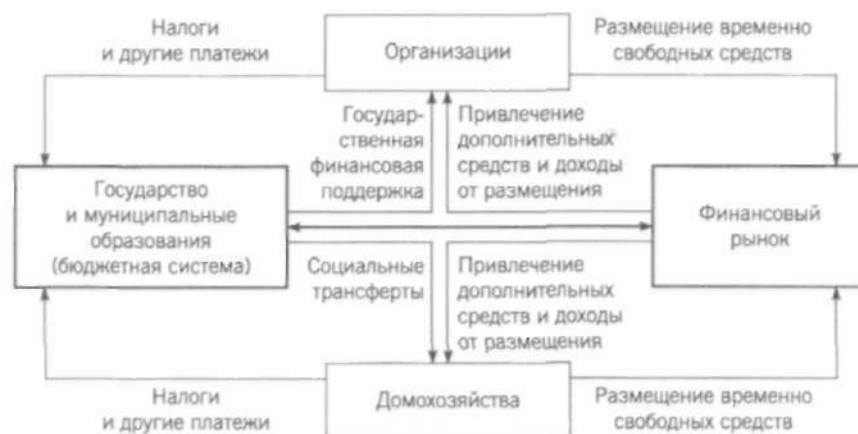 Налоги
и другие платежи
Организации
Размещение временно
свободных средств
Государ-
ственная
финансовая
поддержка
Привлечение
дополнительных
средств и доходы
от размещения
Государство
и муниципальные
образования
(бюджетная система)
Финансовый
рынок
Социальные
трансферты
Привлечение
дополнительных
средств и доходы
от размещения
Налоги
и другие платежи
Домохозяйства
Размещение временно
свободных средств